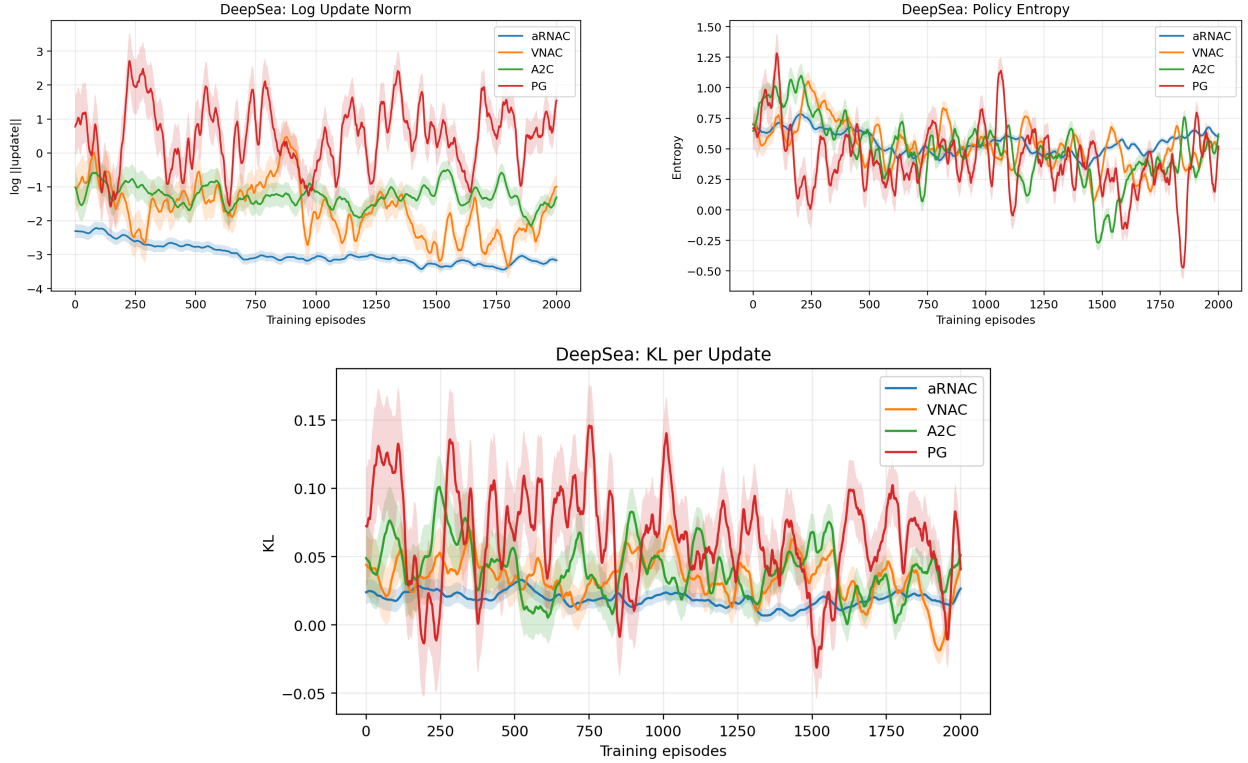 DeepSea: Log Update Norm
log ||update||
3
2
1
0
−1
−2
−3
−4
0 250 500 750 1000 1250 1500 1750 2000
Training episodes
aRNAC
VNAC
A2C
PG
DeepSea: Policy Entropy
Entropy
1.50
1.25
1.00
0.75
0.50
0.25
0.00
−0.25
−0.50
0 250 500 750 1000 1250 1500 1750 2000
Training episodes
aRNAC
VNAC
A2C
PG
DeepSea: KL per Update
KL
0.15
0.10
0.05
0.00
−0.05
0 250 500 750 1000 1250 1500 1750 2000
Training episodes
aRNAC
VNAC
A2C
PG